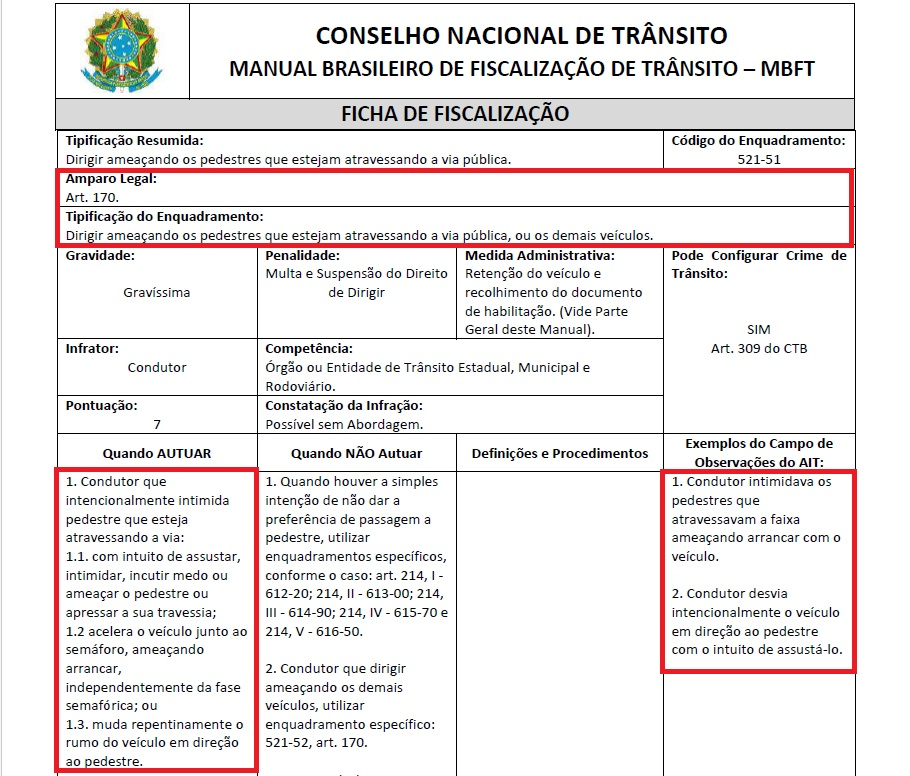 CONSELHO NACIONAL DE TRÂNSITO
MANUAL BRASILEIRO DE FISCALIZAÇÃO DE TRÂNSITO – MBFT
FICHA DE FISCALIZAÇÃO
Tipificação Resumida:
Dirigir ameaçando os pedestres que estejam atravessando a via pública.
Código do Enquadramento:
521-51
Amparo Legal:
Art. 170.
Tipificação do Enquadramento:
Dirigir ameaçando os pedestres que estejam atravessando a via pública, ou os demais veículos.
Gravidade:
Gravíssima
Penalidade:
Multa e Suspensão do Direito
de Dirigir
Medida Administrativa:
Retenção do veículo e
recolhimento do documento
de habilitação. (Vide Parte
Geral deste Manual).
Pode Configurar Crime de
Trânsito:
SIM
Art. 309 do CTB
Infrator:
Condutor
Competência:
Órgão ou Entidade de Trânsito Estadual, Municipal e
Rodoviário.
Pontuação:
7
Constatação da Infração:
Possível sem Abordagem.
Quando AUTUAR
Quando NÃO Autuar
Definições e Procedimentos
Exemplos do Campo de
Observações do AIT:
1. Condutor que
intencionalmente intimida
pedestre que esteja
atravessando a via:
1.1. com intuito de assustar,
intimidar, incutir medo ou
ameaçar o pedestre ou
apressar a sua travessia;
1.2 acelera o veículo junto ao
semáforo, ameaçando
arrancar,
independentemente da fase
semafórica; ou
1.3. muda repentinamente o
rumo do veículo em direção
ao pedestre.
1. Quando houver a simples
intenção de não dar a
preferência de passagem a
pedestre, utilizar
enquadramentos específicos,
conforme o caso: art. 214, I -
612-20; 214, II - 613-00; 214,
III - 614-90; 214, IV - 615-70 e
214, V - 616-50.
2. Condutor que dirigir
ameaçando os demais
veículos, utilizar
enquadramento específico:
521-52, art. 170.
1. Condutor intimidava os
pedestres que
atravessavam a faixa
ameaçando arrancar com o
veículo.
2. Condutor desvia
intencionalmente o veículo
em direção ao pedestre
com o intuito de assustá-lo.